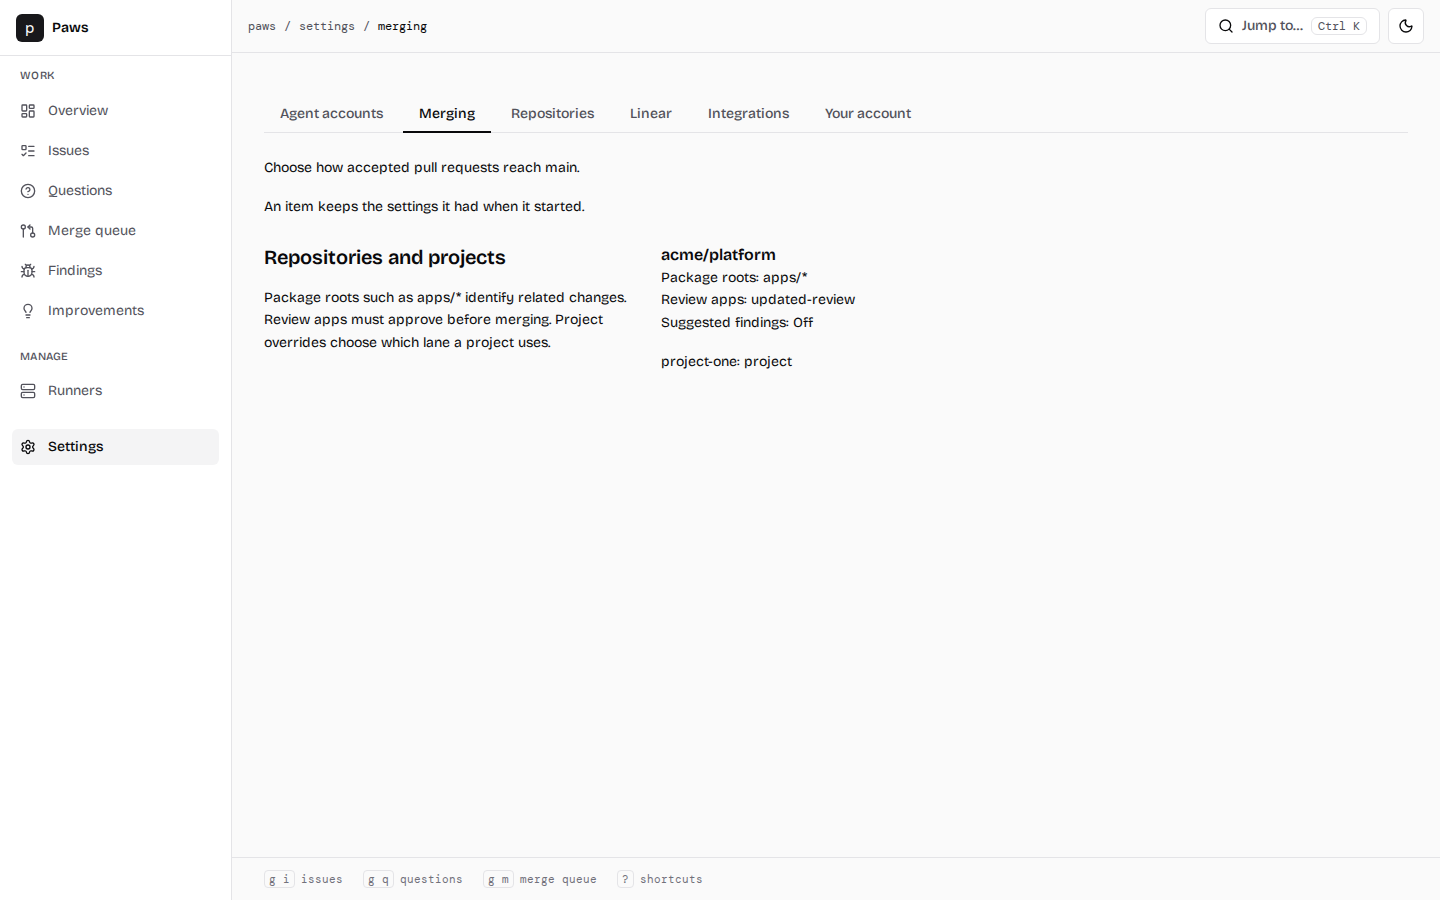 p Paws
paws / settings / merging
Jump to... Ctrl K
WORK
Overview
Issues
Questions
Merge queue
Findings
Improvements
MANAGE
Runners
Settings
Agent accounts Merging Repositories Linear Integrations Your account
Choose how accepted pull requests reach main.
An item keeps the settings it had when it started.
Repositories and projects
Package roots such as apps/* identify related changes.
Review apps must approve before merging. Project
overrides choose which lane a project uses.
acme/platform
Package roots: apps/*
Review apps: updated-review
Suggested findings: Off
project-one: project
g i issues g q questions g m merge queue ? shortcuts